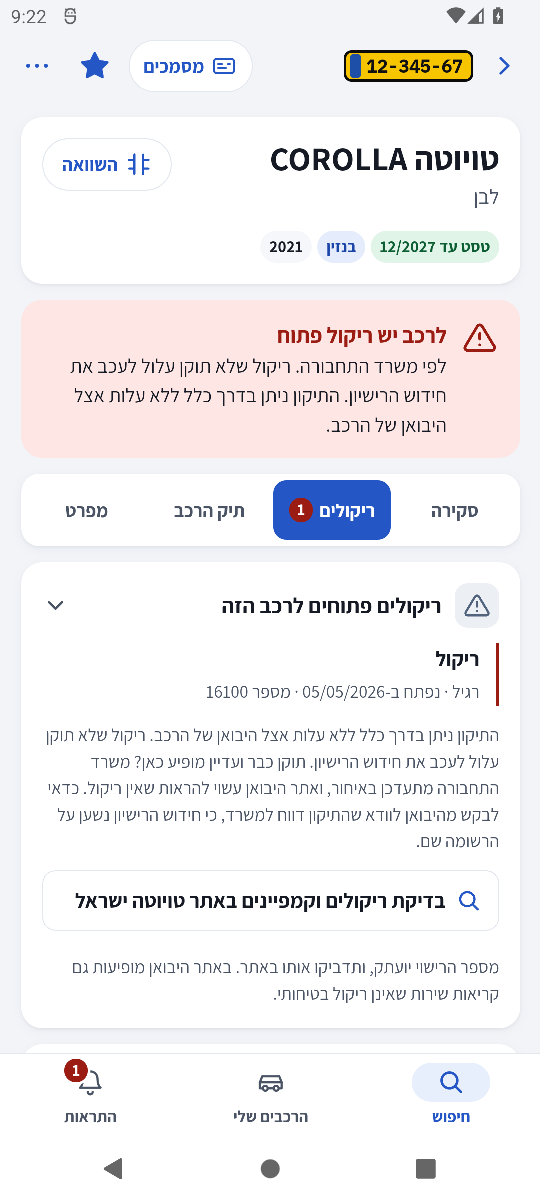 9:22
מסמכים
12-345-67
טויוטה COROLLA
השוואה
לבן
טסט עד 12/2027
בנזין
2021
לרכב יש ריקול פתוח
לפי משרד התחבורה. ריקול שלא תוקן עלול לעכב את
חידוש הרישיון. התיקון ניתן בדרך כלל ללא עלות אצל
היבואן של הרכב.
סקירה
ריקולים 1
תיק הרכב
מפרט
ריקולים פתוחים לרכב הזה
ריקול
רגיל · נפתח ב-05/05/2026 · מספר 16100
התיקון ניתן בדרך כלל ללא עלות אצל היבואן של הרכב. ריקול שלא תוקן
עלול לעכב את חידוש הרישיון. תוקן כבר ועדיין מופיע כאן? משרד
התחבורה מתעדכן באיחור, ואתר היבואן עשוי להראות שאין ריקול. כדאי
לבקש מהיבואן לוודא שהתיקון דווח למשרד, כי חידוש הרישיון נשען על
הרשומה שם.
בדיקת ריקולים וקמפיינים באתר טויוטה ישראל
מספר הרישוי יועתק, ותדביקו אותו באתר. באתר היבואן מופיעות גם
קריאות שירות שאינן ריקול בטיחותי.
חיפוש
הרכבים שלי
1
התראות